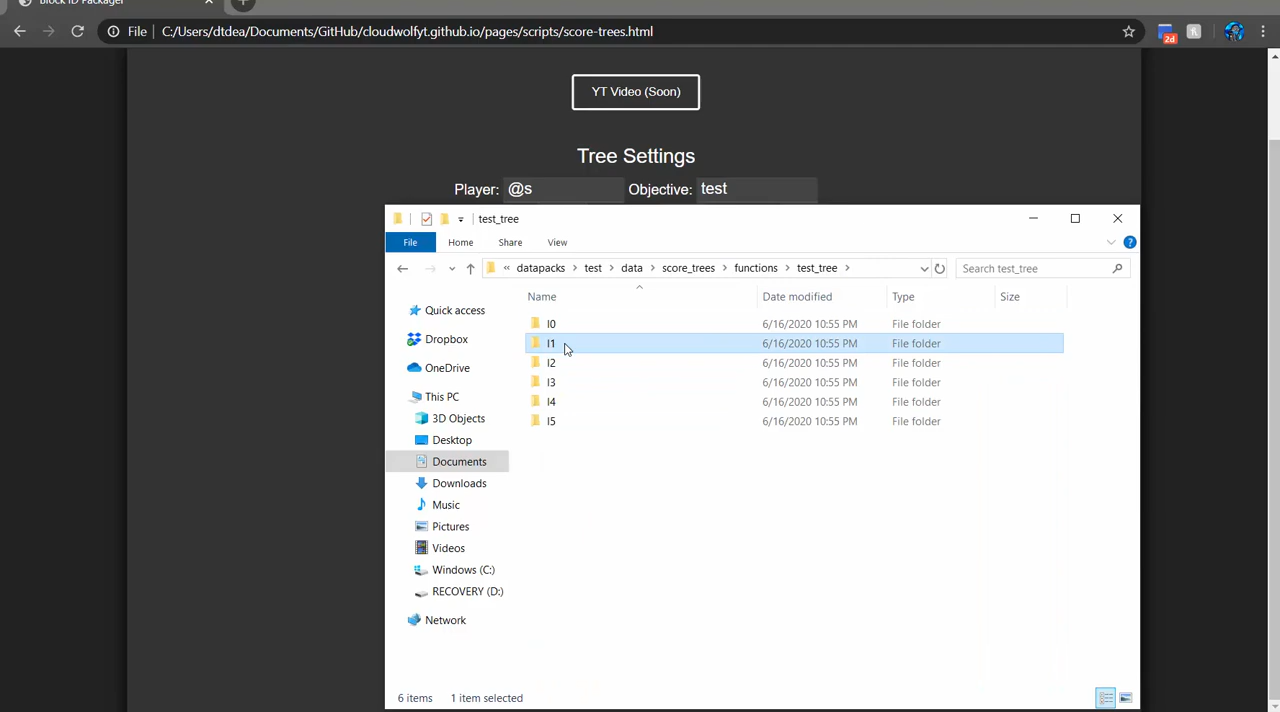 Block ID Packager
File C:/Users/dtdea/Documents/GitHub/cloudwolfyt.github.io/pages/scripts/score-trees.html
2d
YT Video (Soon)
Tree Settings
Player: @s Objective: test
test_tree
File Home Share View
« datapacks > test > data > score_trees > functions > test_tree > Search test_tree
Name Date modified Type Size
Quick access
Dropbox
OneDrive
This PC
3D Objects
Desktop
Documents
Downloads
Music
Pictures
Videos
Windows (C:)
RECOVERY (D:)
Network
l0 6/16/2020 10:55 PM File folder
l1 6/16/2020 10:55 PM File folder
l2 6/16/2020 10:55 PM File folder
l3 6/16/2020 10:55 PM File folder
l4 6/16/2020 10:55 PM File folder
l5 6/16/2020 10:55 PM File folder
6 items 1 item selected